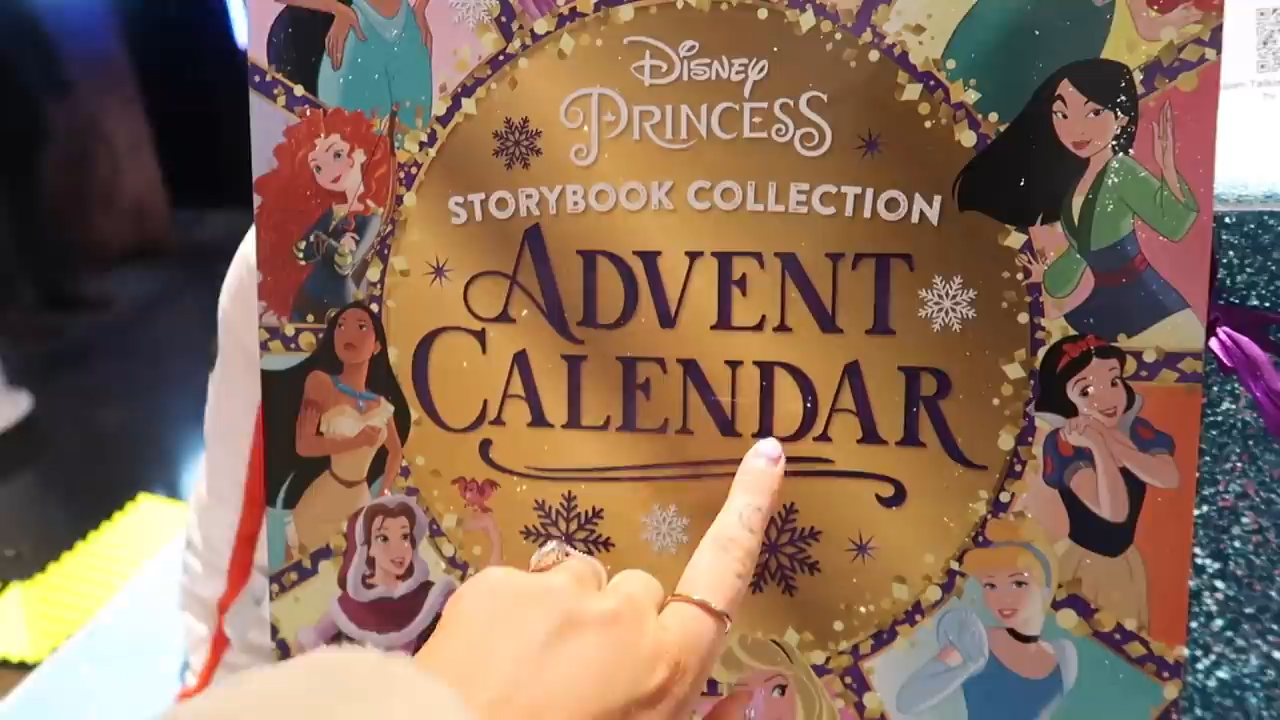 Disney
PRINCESS
STORYBOOK COLLECTION
ADVENT
CALENDAR